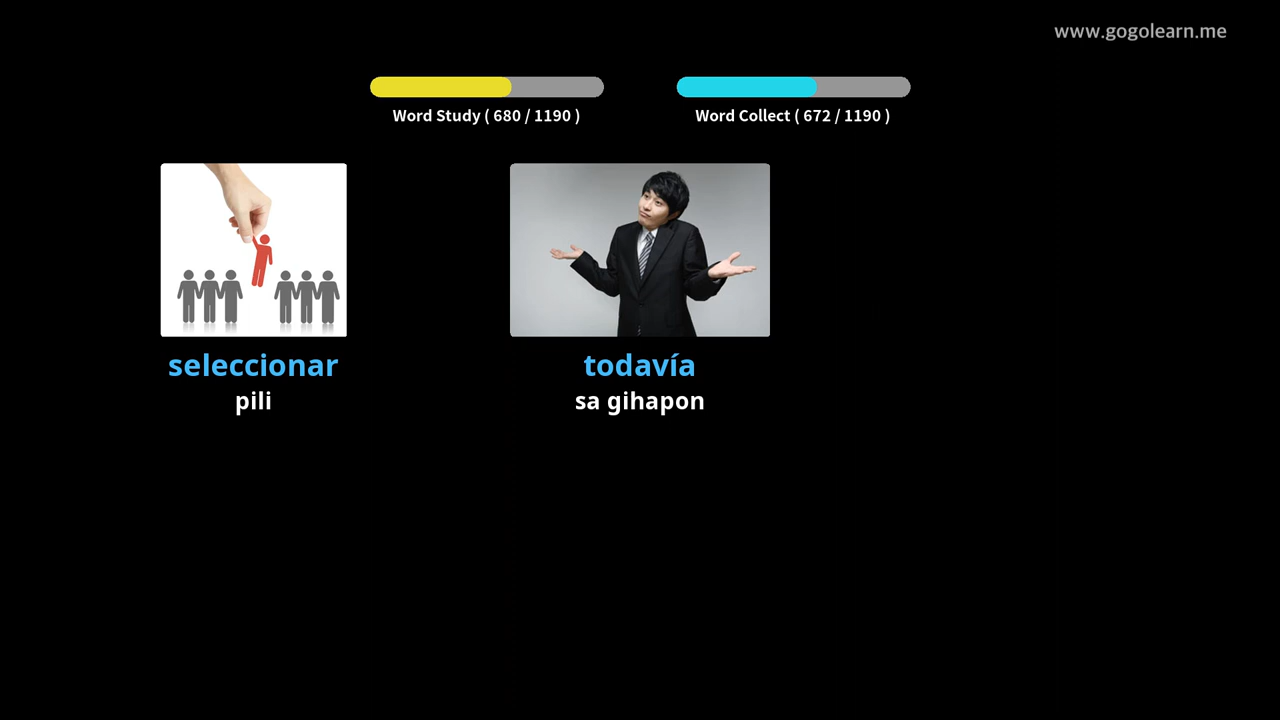 www.gogolearn.me
Word Study ( 680 / 1190 )
Word Collect ( 672 / 1190 )
seleccionar
pili
todavía
sa gihapon